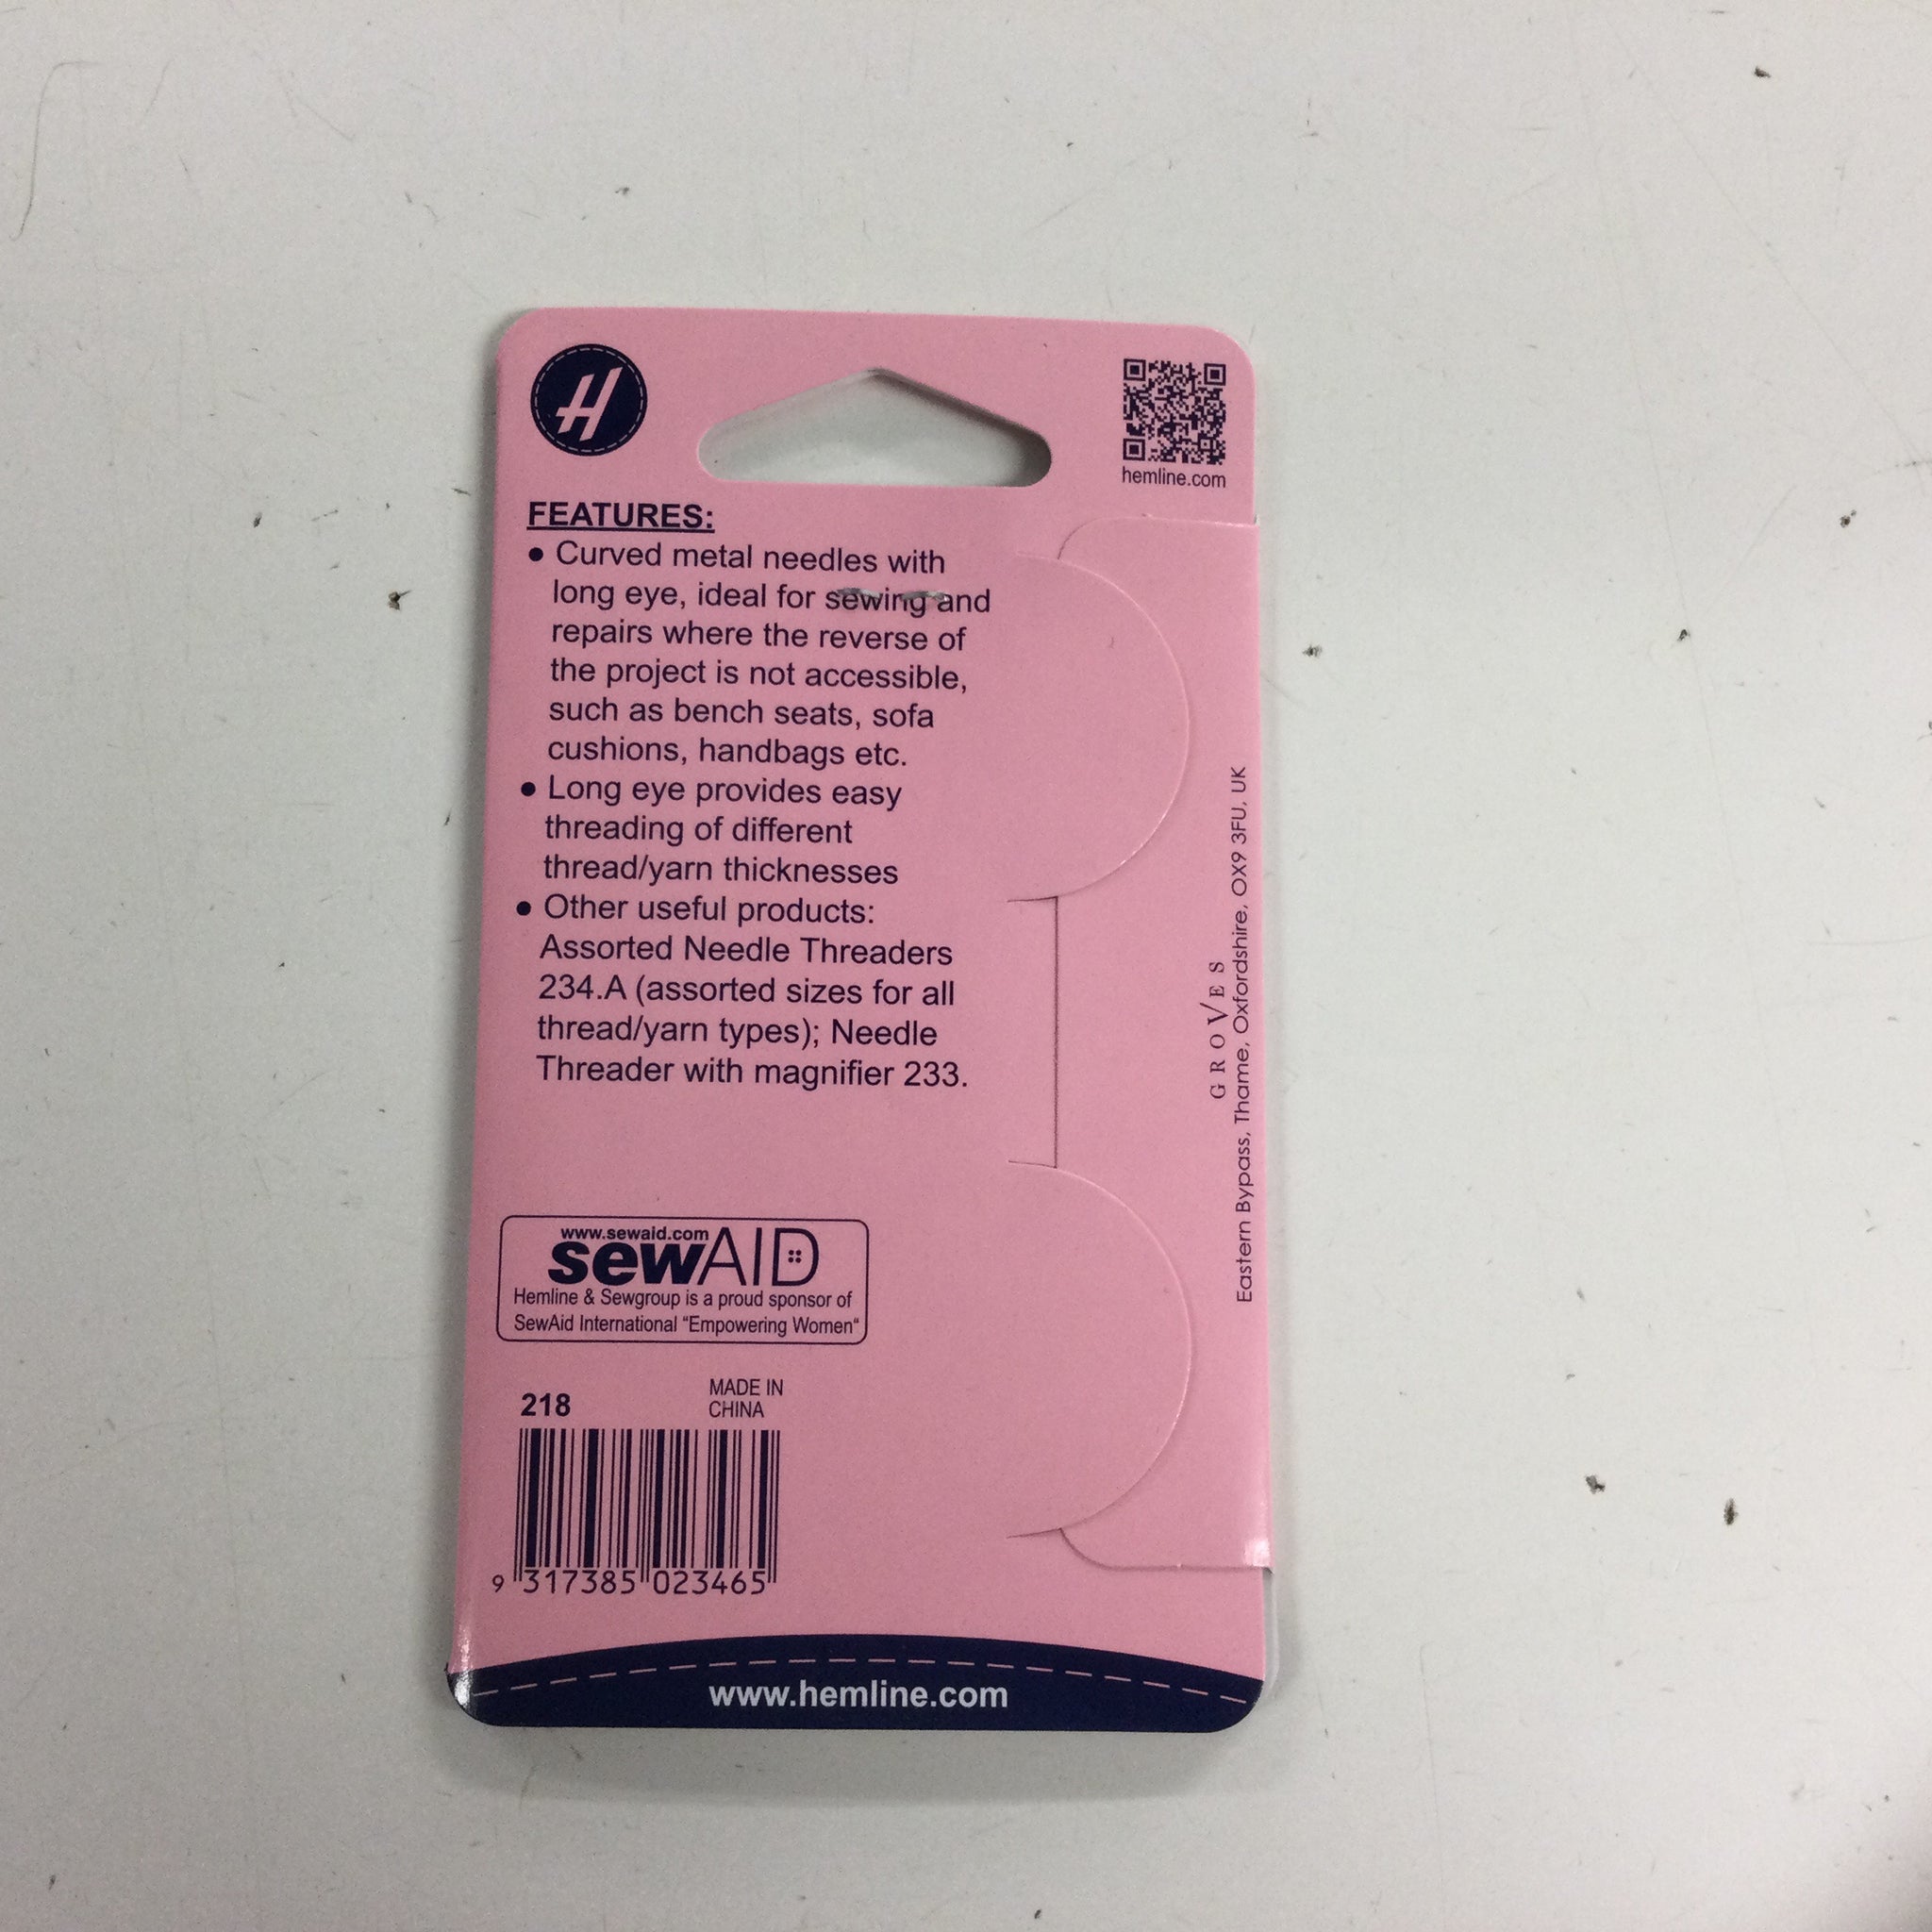 H
hemline.com
FEATURES:
● Curved metal needles with
long eye, ideal for sewing and
repairs where the reverse of
the project is not accessible,
such as bench seats, sofa
cushions, handbags etc.
● Long eye provides easy
threading of different
thread/yarn thicknesses
● Other useful products:
Assorted Needle Threaders
234.A (assorted sizes for all
thread/yarn types); Needle
Threader with magnifier 233.
GROVES
Eastern Bypass, Thame, Oxfordshire, OX9 3FU, UK
www.sewaid.com
sewAID
Hemline & Sewgroup is a proud sponsor of
SewAid International "Empowering Women"
218
MADE IN
CHINA
9 317385 023465
www.hemline.com